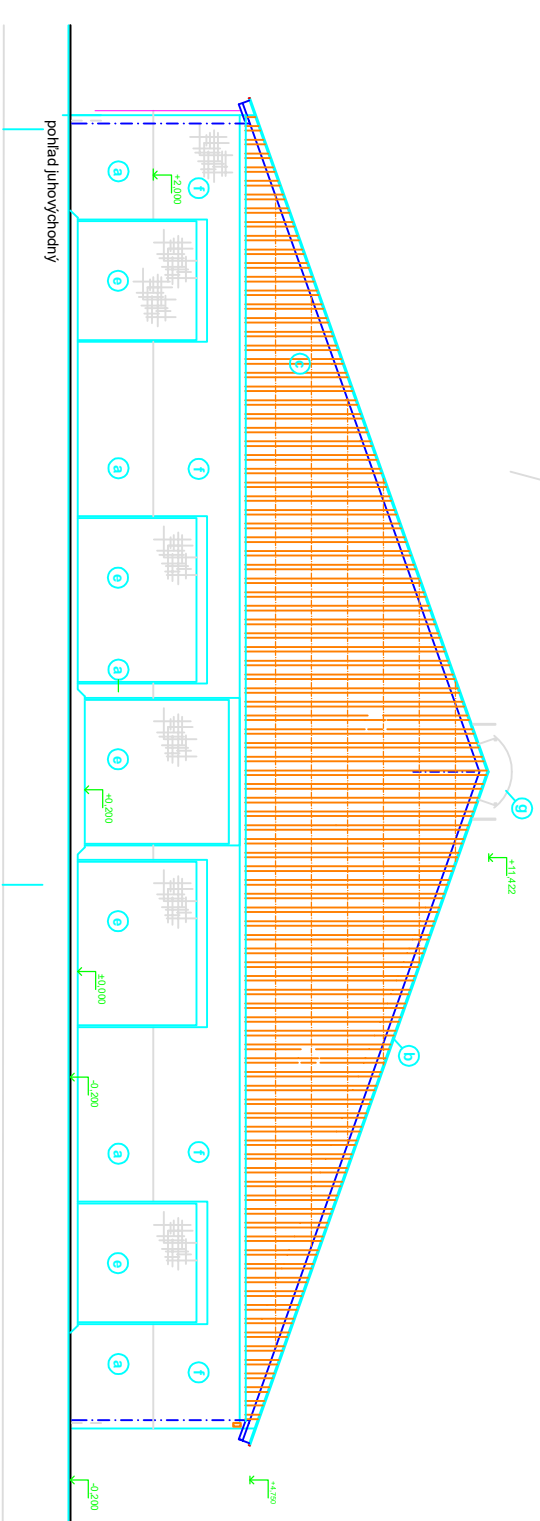 g
+11,422
b
c
+4,750
f
f
f
f
+2,000
a
e
a
e
a
e
e
a
e
a
+0,200
±0,000
-0,200
-0,200
pohľad juhovýchodný